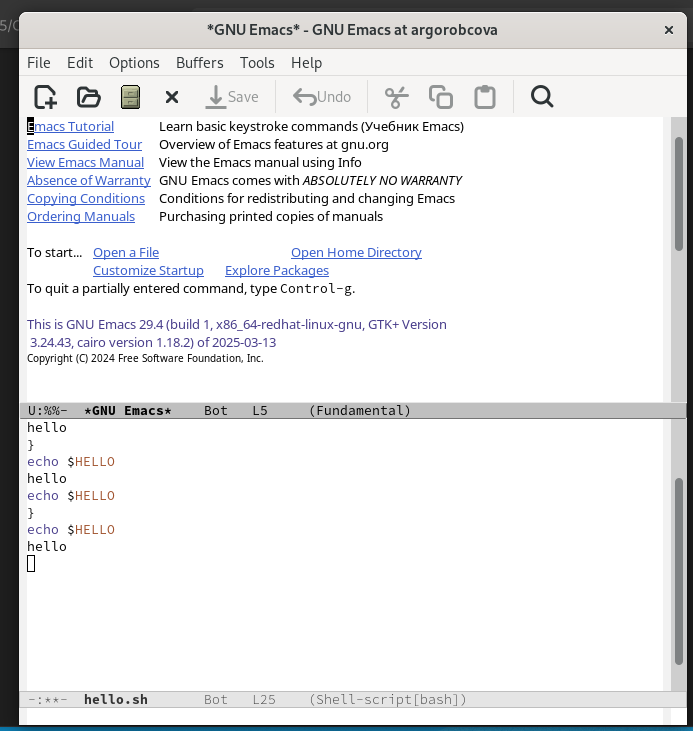 5/C
*GNU Emacs* - GNU Emacs at argorobcova
File Edit Options Buffers Tools Help
Save Undo
Emacs Tutorial Learn basic keystroke commands (Учебник Emacs)
Emacs Guided Tour Overview of Emacs features at gnu.org
View Emacs Manual View the Emacs manual using Info
Absence of Warranty GNU Emacs comes with ABSOLUTELY NO WARRANTY
Copying Conditions Conditions for redistributing and changing Emacs
Ordering Manuals Purchasing printed copies of manuals
To start... Open a File Open Home Directory
Customize Startup Explore Packages
To quit a partially entered command, type Control-g.
This is GNU Emacs 29.4 (build 1, x86_64-redhat-linux-gnu, GTK+ Version
3.24.43, cairo version 1.18.2) of 2025-03-13
Copyright (C) 2024 Free Software Foundation, Inc.
U:%%- *GNU Emacs* Bot L5 (Fundamental)
hello
}
echo $HELLO
hello
echo $HELLO
}
echo $HELLO
hello
-:**- hello.sh Bot L25 (Shell-script[bash])